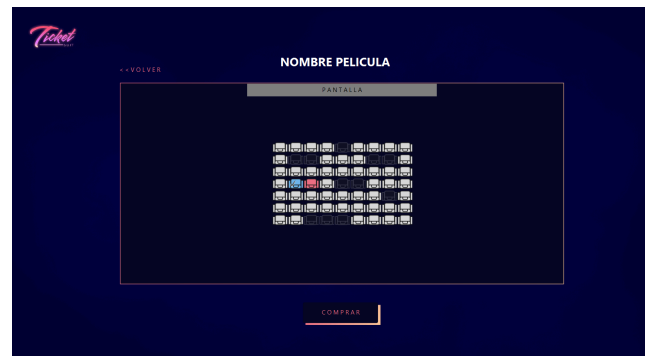 Ticket
NOMBRE PELICULA
<<VOLVER
PANTALLA
COMPRAR